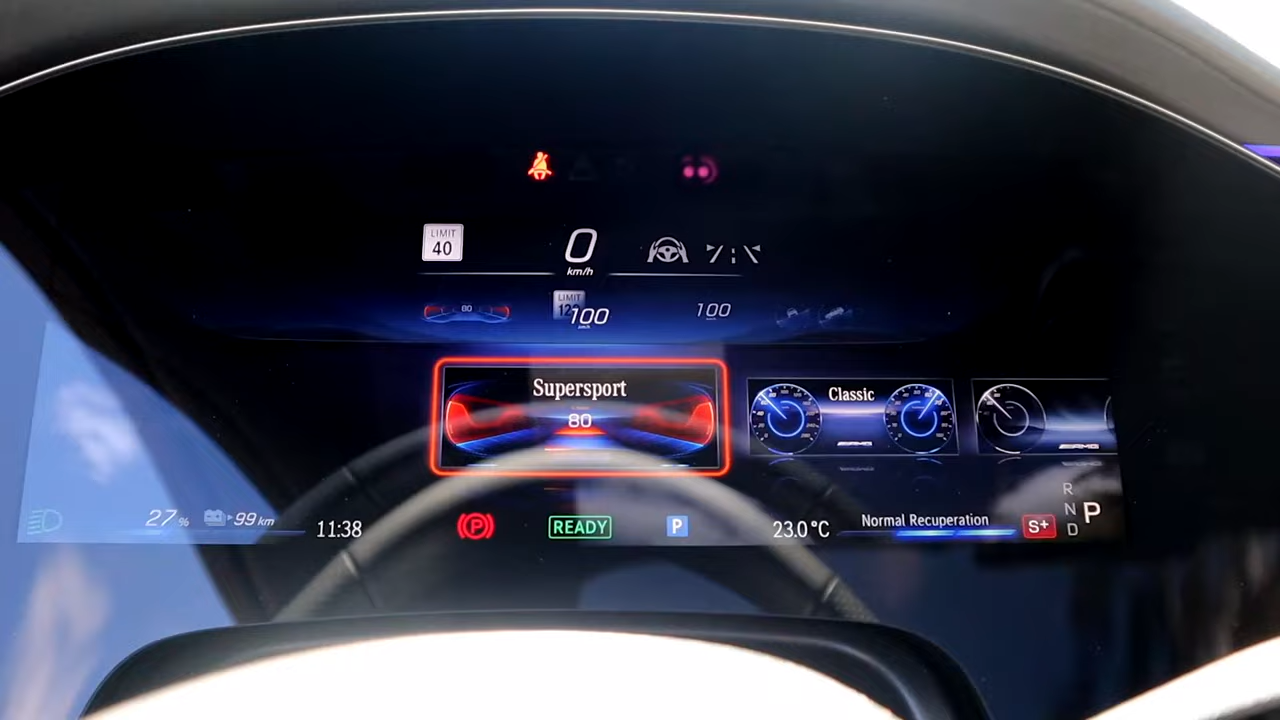 LIMIT
40
0
km/h
80
LIMIT
100
100
Supersport
80
Classic
AMG
AMG
27 %
99 km
11:38
P
READY
P
23.0 °C
Normal Recuperation
S+
R
N
D
P